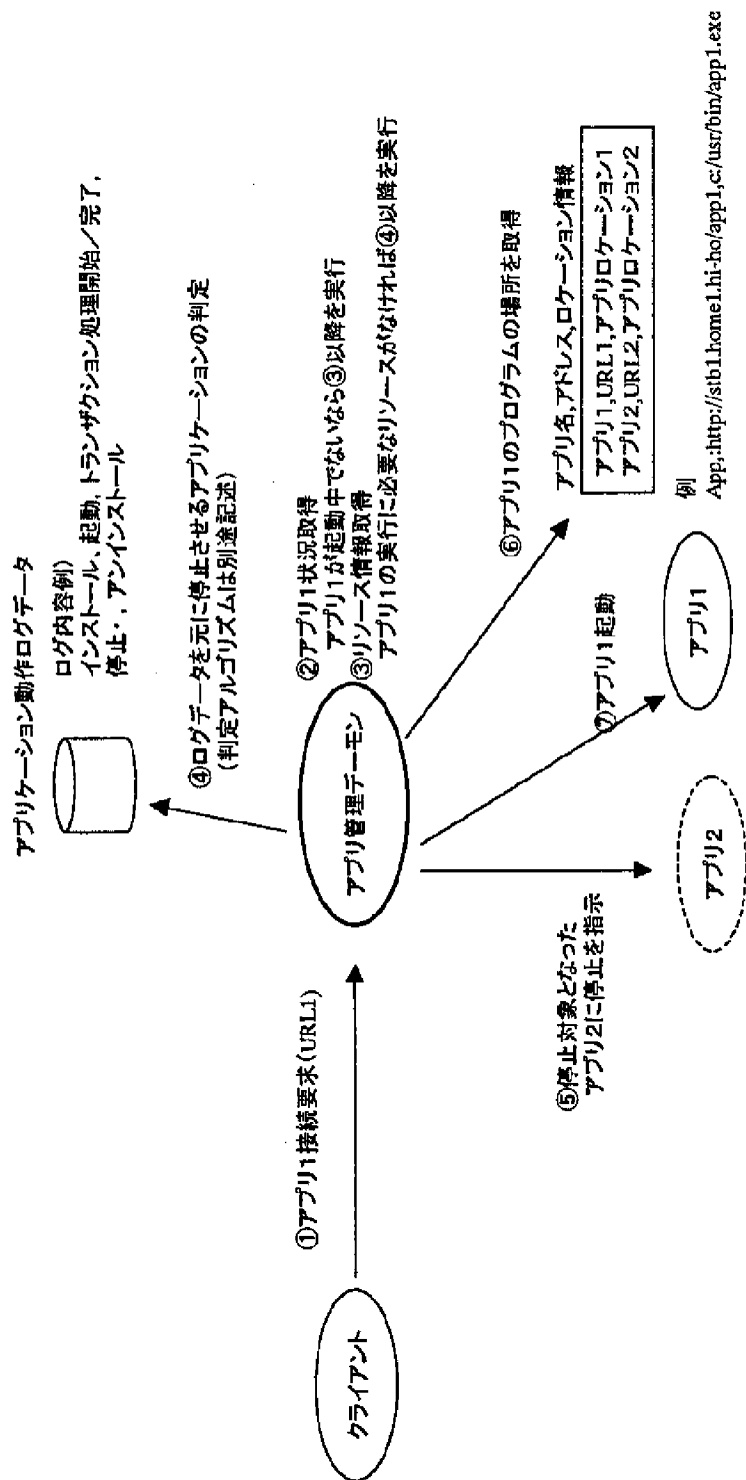 アプリケーション動作ログデータ
ログ内容例)
インストール、起動、トランザクション処理開始/完了,
停止・, アンインストール
④ログデータを元に停止させるアプリケーションの判定
(判定アルゴリズムは別途記述)
クライアント
①アプリ1接続要求(URL1)
アプリ管理デーモン
②アプリ1状況取得
アプリ1が起動中でないなら③以降を実行
③リソース情報取得
アプリ1の実行に必要なリソースがなければ④以降を実行
⑤停止対象となった
アプリ2に停止を指示
アプリ2
⑦アプリ1起動
アプリ1
⑥アプリ1のプログラムの場所を取得
アプリ名,アドレス,ロケーション情報
アプリ1,URL1,アプリロケーション1
アプリ2,URL2,アプリロケーション2
例
App,:http://stb1.home1.hi-ho/app1,c:/usr/bin/app1.exe